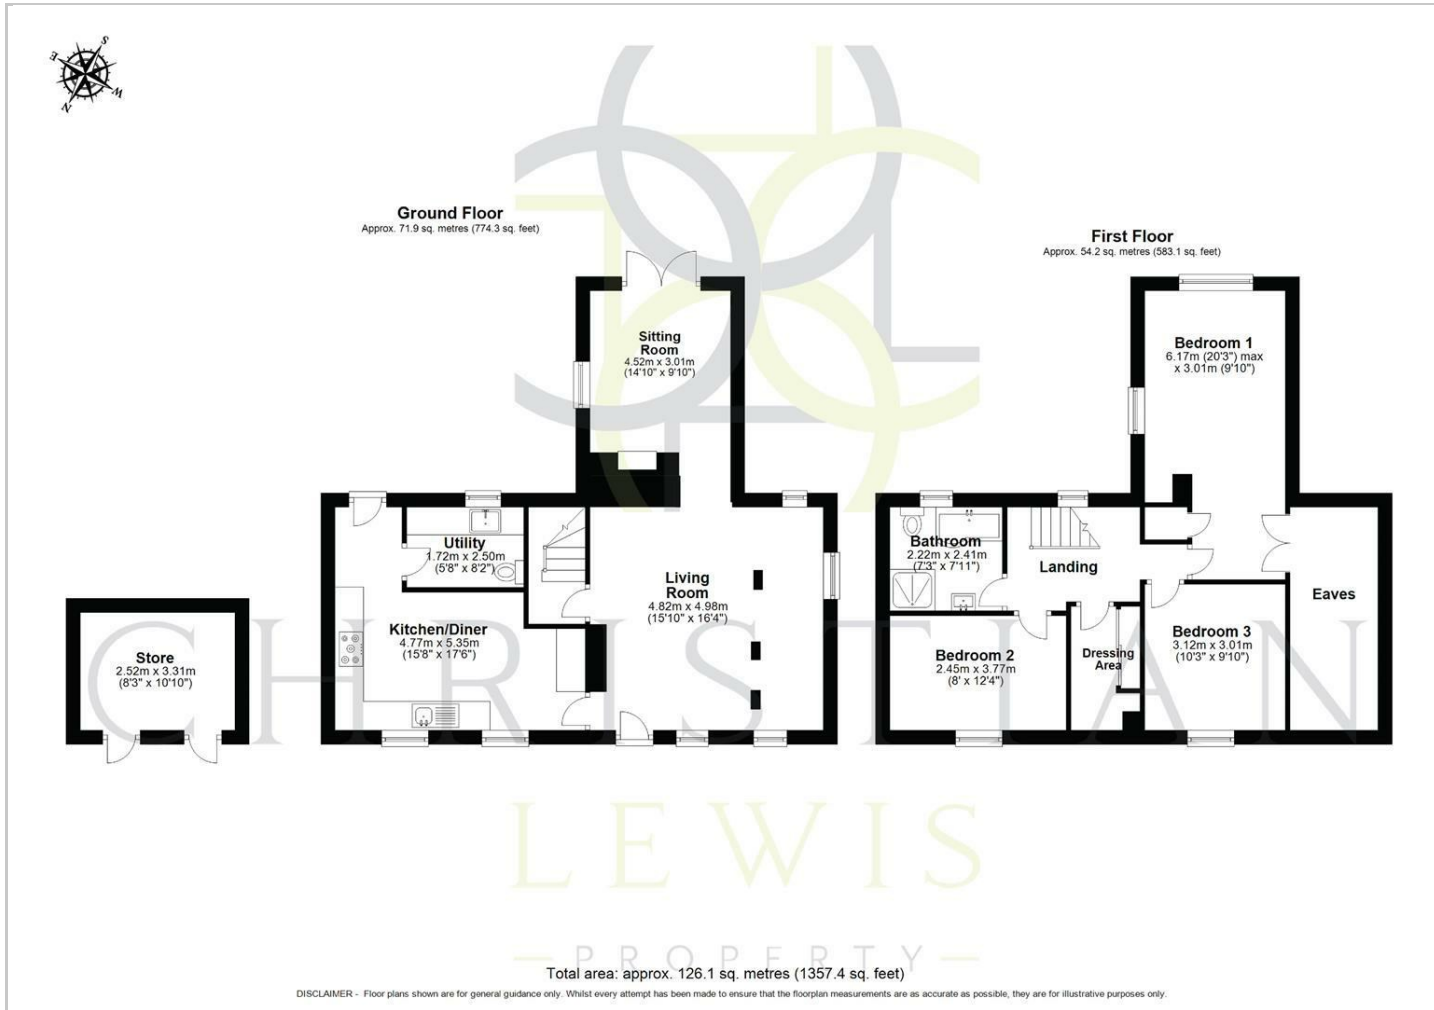 S
E
W
N
Ground Floor
Approx. 71.9 sq. metres (774.3 sq. feet)
First Floor
Approx. 54.2 sq. metres (583.1 sq. feet)
Sitting
Room
4.52m x 3.01m
(14'10" x 9'10")
Bedroom 1
6.17m (20'3") max
x 3.01m (9'10")
Utility
1.72m x 2.50m
(5'8" x 8'2")
Bathroom
2.22m x 2.41m
(7'3" x 7'11")
Landing
Living
Room
4.82m x 4.98m
(15'10" x 16'4")
Eaves
Kitchen/Diner
4.77m x 5.35m
(15'8" x 17'6")
Bedroom 3
3.12m x 3.01m
(10'3" x 9'10")
Store
2.52m x 3.31m
(8'3" x 10'10")
Bedroom 2
2.45m x 3.77m
(8' x 12'4")
Dressing
Area
CHRISTIAN
LEWIS
PROPERTY
Total area: approx. 126.1 sq. metres (1357.4 sq. feet)
DISCLAIMER - Floor plans shown are for general guidance only. Whilst every attempt has been made to ensure that the floorplan measurements are as accurate as possible, they are for illustrative purposes only.